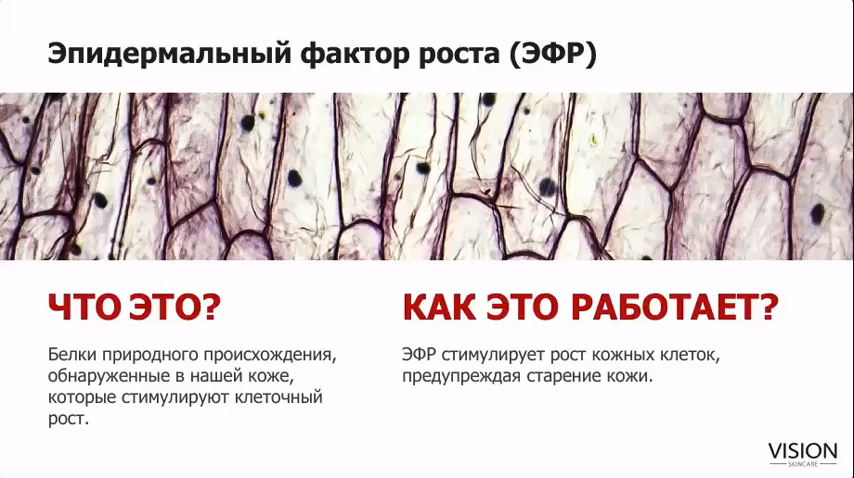 Эпидермальный фактор роста (ЭФР)
ЧТО ЭТО?
Белки природного происхождения,
обнаруженные в нашей коже,
которые стимулируют клеточный
рост.
КАК ЭТО РАБОТАЕТ?
ЭФР стимулирует рост кожных клеток,
предупреждая старение кожи.
VISION
SKINCARE